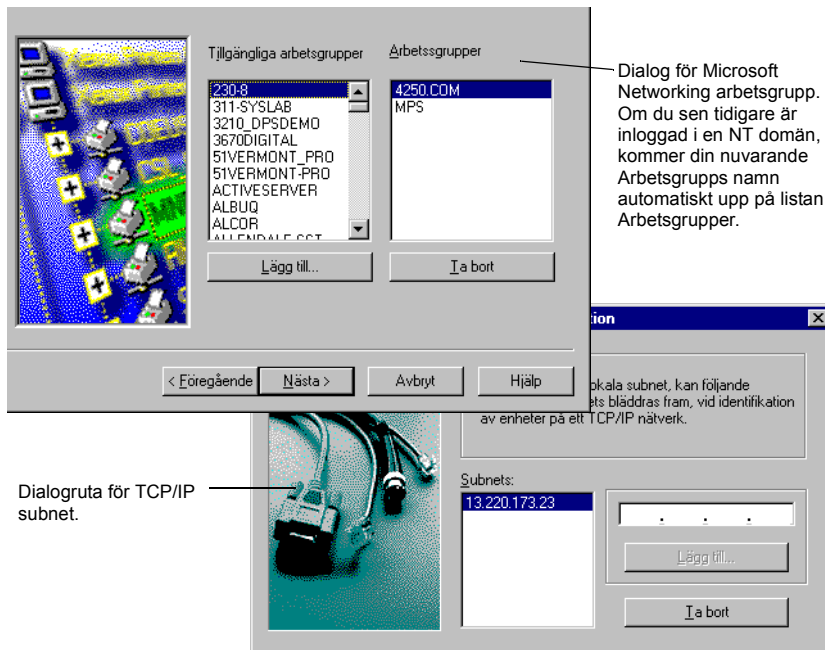 Tillgängliga arbetsgrupper
Arbetssgrupper
230-8
311-SYSLAB
3210_DPSDEMO
3670DIGITAL
51VERMONT_PRO
51VERMONT-PRO
ACTIVESERVER
ALBUQ
ALCOR
4250.COM
MPS
Lägg till...
Ta bort
Dialog för Microsoft
Networking arbetsgrupp.
Om du sen tidigare är
inloggad i en NT domän,
kommer din nuvarande
Arbetsgrupps namn
automatiskt upp på listan
Arbetsgrupper.
< Föregående
Nästa >
Avbryt
Hjälp
kala subnet, kan följande
ets bläddras fram, vid identifikation
av enheter på ett TCP/IP nätverk.
Dialogruta för TCP/IP
subnet.
Subnets:
13.220.173.23
. . .
Lägg till...
Ta bort